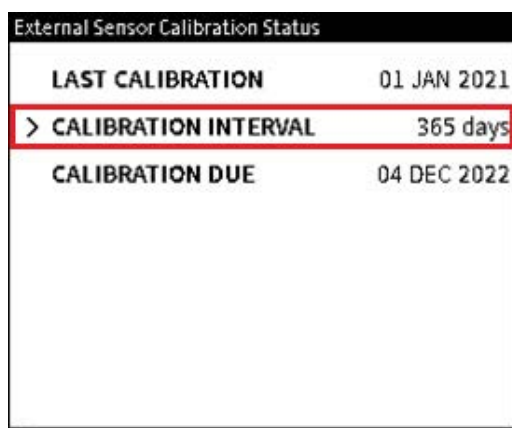 External Sensor Calibration Status
LAST CALIBRATION 01 JAN 2021
> CALIBRATION INTERVAL 365 days
CALIBRATION DUE 04 DEC 2022